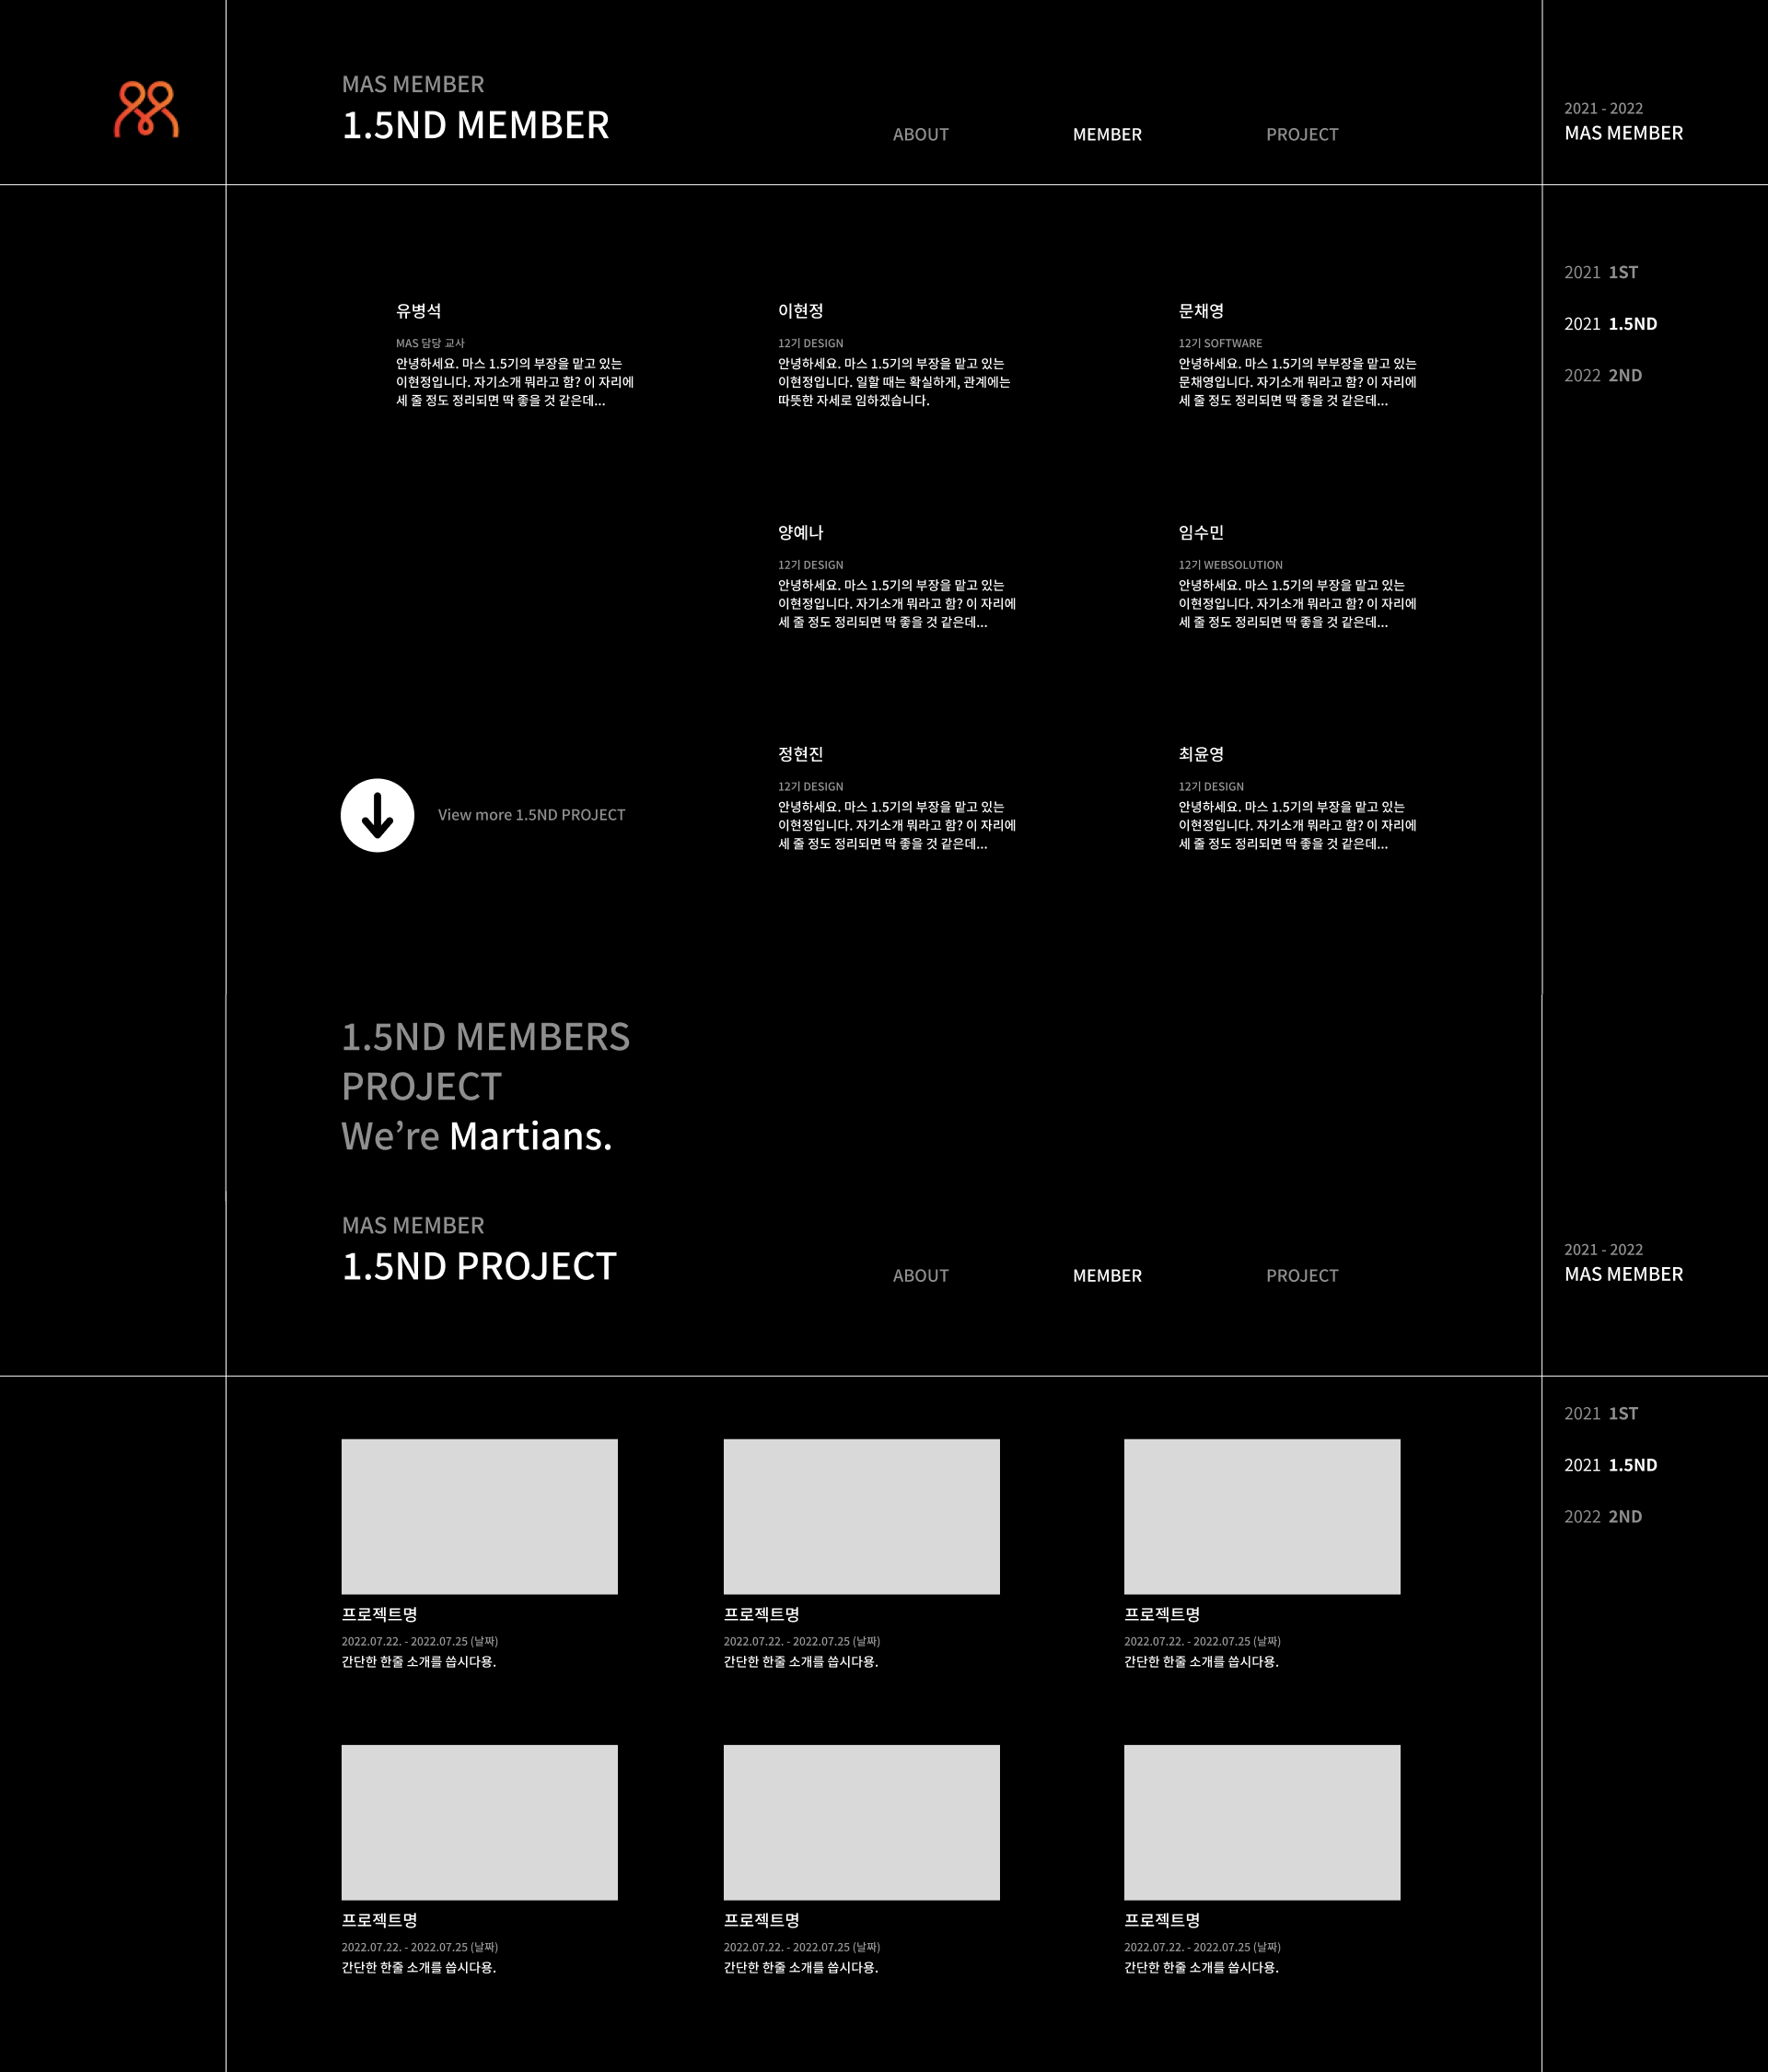 MAS MEMBER
1.5ND MEMBER
ABOUT
MEMBER
PROJECT
2021 - 2022
MAS MEMBER
2021 1ST
2021 1.5ND
2022 2ND
유병석
MAS 담당 교사
안녕하세요. 마스 1.5기의 부장을 맡고 있는
이현정입니다. 자기소개 뭐라고 함? 이 자리에
세 줄 정도 정리되면 딱 좋을 것 같은데...
이현정
12기 DESIGN
안녕하세요. 마스 1.5기의 부장을 맡고 있는
이현정입니다. 일할 때는 확실하게, 관계에는
따뜻한 자세로 임하겠습니다.
문채영
12기 SOFTWARE
안녕하세요. 마스 1.5기의 부부장을 맡고 있는
문채영입니다. 자기소개 뭐라고 함? 이 자리에
세 줄 정도 정리되면 딱 좋을 것 같은데...
양예나
12기 DESIGN
안녕하세요. 마스 1.5기의 부장을 맡고 있는
이현정입니다. 자기소개 뭐라고 함? 이 자리에
세 줄 정도 정리되면 딱 좋을 것 같은데...
임수민
12기 WEBSOLUTION
안녕하세요. 마스 1.5기의 부장을 맡고 있는
이현정입니다. 자기소개 뭐라고 함? 이 자리에
세 줄 정도 정리되면 딱 좋을 것 같은데...
정현진
12기 DESIGN
안녕하세요. 마스 1.5기의 부장을 맡고 있는
이현정입니다. 자기소개 뭐라고 함? 이 자리에
세 줄 정도 정리되면 딱 좋을 것 같은데...
최윤영
12기 DESIGN
안녕하세요. 마스 1.5기의 부장을 맡고 있는
이현정입니다. 자기소개 뭐라고 함? 이 자리에
세 줄 정도 정리되면 딱 좋을 것 같은데...
View more 1.5ND PROJECT
1.5ND MEMBERS
PROJECT
We’re Martians.
MAS MEMBER
1.5ND PROJECT
ABOUT
MEMBER
PROJECT
2021 - 2022
MAS MEMBER
2021 1ST
2021 1.5ND
2022 2ND
프로젝트명
2022.07.22. - 2022.07.25 (날짜)
간단한 한줄 소개를 씁시다용.
프로젝트명
2022.07.22. - 2022.07.25 (날짜)
간단한 한줄 소개를 씁시다용.
프로젝트명
2022.07.22. - 2022.07.25 (날짜)
간단한 한줄 소개를 씁시다용.
프로젝트명
2022.07.22. - 2022.07.25 (날짜)
간단한 한줄 소개를 씁시다용.
프로젝트명
2022.07.22. - 2022.07.25 (날짜)
간단한 한줄 소개를 씁시다용.
프로젝트명
2022.07.22. - 2022.07.25 (날짜)
간단한 한줄 소개를 씁시다용.